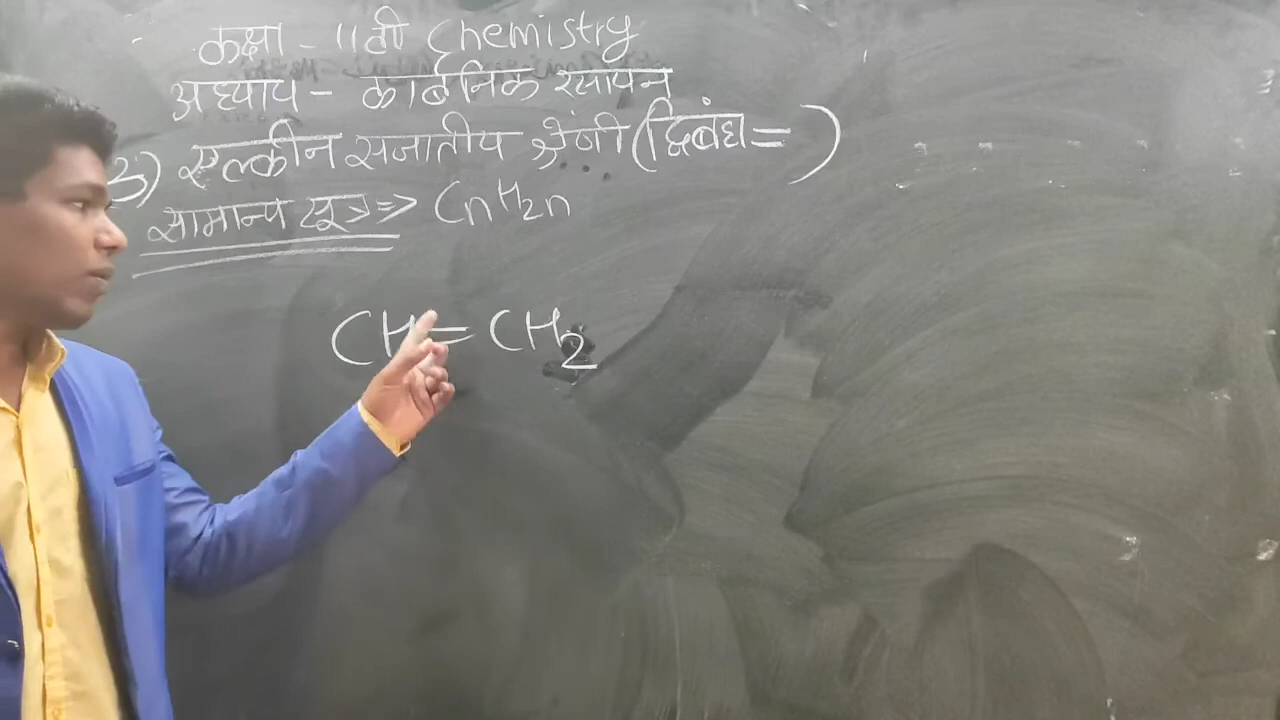 कक्षा - 11वी Chemistry
अध्याय - कार्बनिक रसायन
3) एल्कीन सजातीय श्रेणी (द्विबंध = )
सामान्य सूत्र => CnH2n
CH = CH2